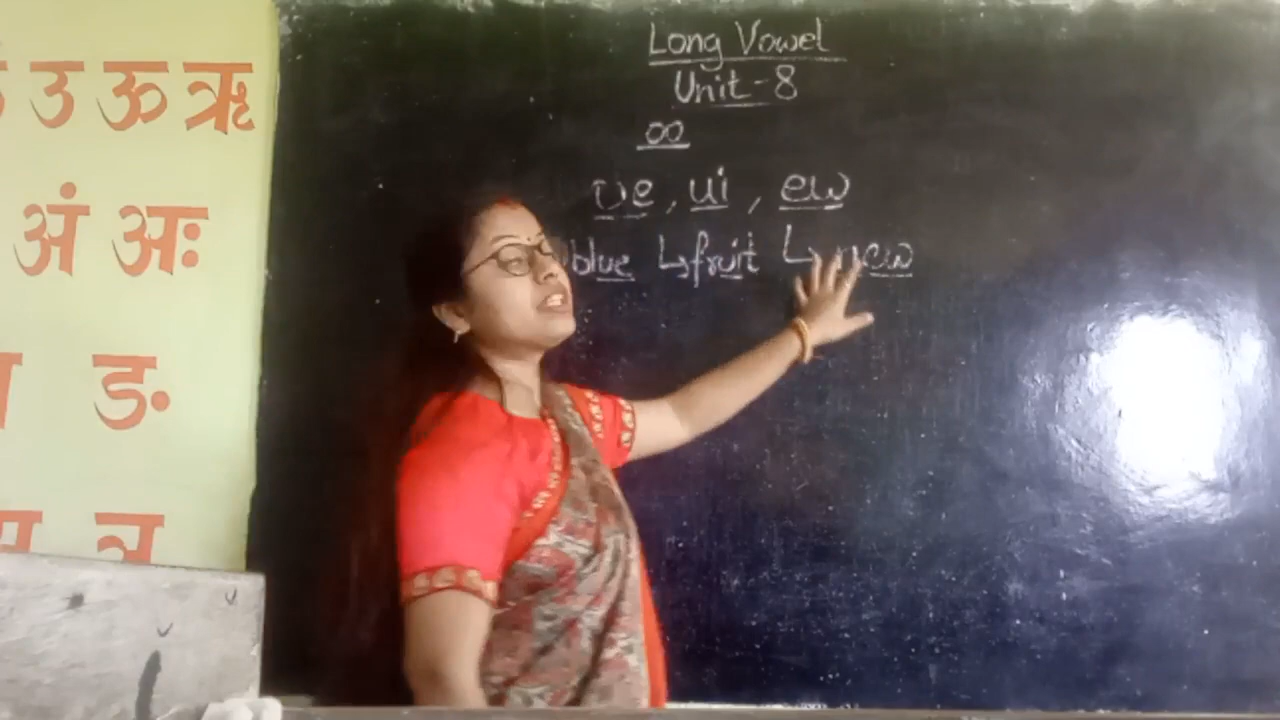 उ ऊ ऋ
अं अः
ङ
त्र
Long Vowel
Unit-8
oo
ue, ui, ew
blue ↳fruit ↳new